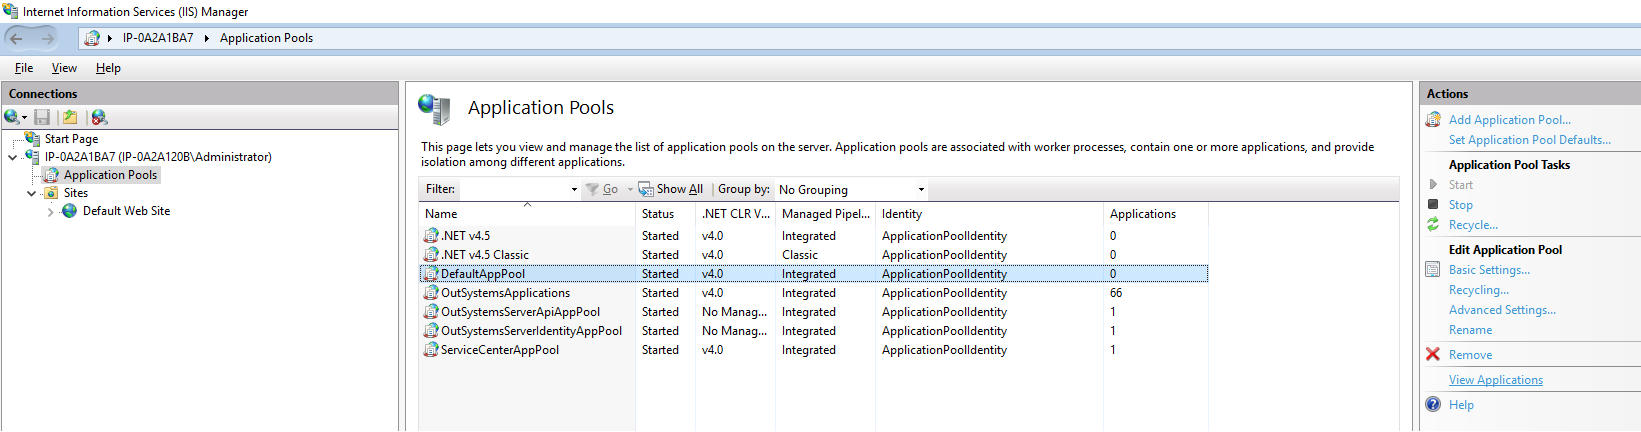 Internet Information Services (IIS) Manager
IP-0A2A1BA7 Application Pools
File View Help
Connections
Start Page
IP-0A2A1BA7 (IP-0A2A120B\Administrator)
Application Pools
Sites
Default Web Site
Application Pools
This page lets you view and manage the list of application pools on the server. Application pools are associated with worker processes, contain one or more applications, and provide
isolation among different applications.
Filter: Go Show All Group by: No Grouping
Name Status .NET CLR V... Managed Pipel... Identity Applications
.NET v4.5 Started v4.0 Integrated ApplicationPoolIdentity 0
.NET v4.5 Classic Started v4.0 Classic ApplicationPoolIdentity 0
DefaultAppPool Started v4.0 Integrated ApplicationPoolIdentity 0
OutSystemsApplications Started v4.0 Integrated ApplicationPoolIdentity 66
OutSystemsServerApiAppPool Started No Manag... Integrated ApplicationPoolIdentity 1
OutSystemsServerIdentityAppPool Started No Manag... Integrated ApplicationPoolIdentity 1
ServiceCenterAppPool Started v4.0 Integrated ApplicationPoolIdentity 1
Actions
Add Application Pool...
Set Application Pool Defaults...
Application Pool Tasks
Start
Stop
Recycle...
Edit Application Pool
Basic Settings...
Recycling...
Advanced Settings...
Rename
Remove
View Applications
Help